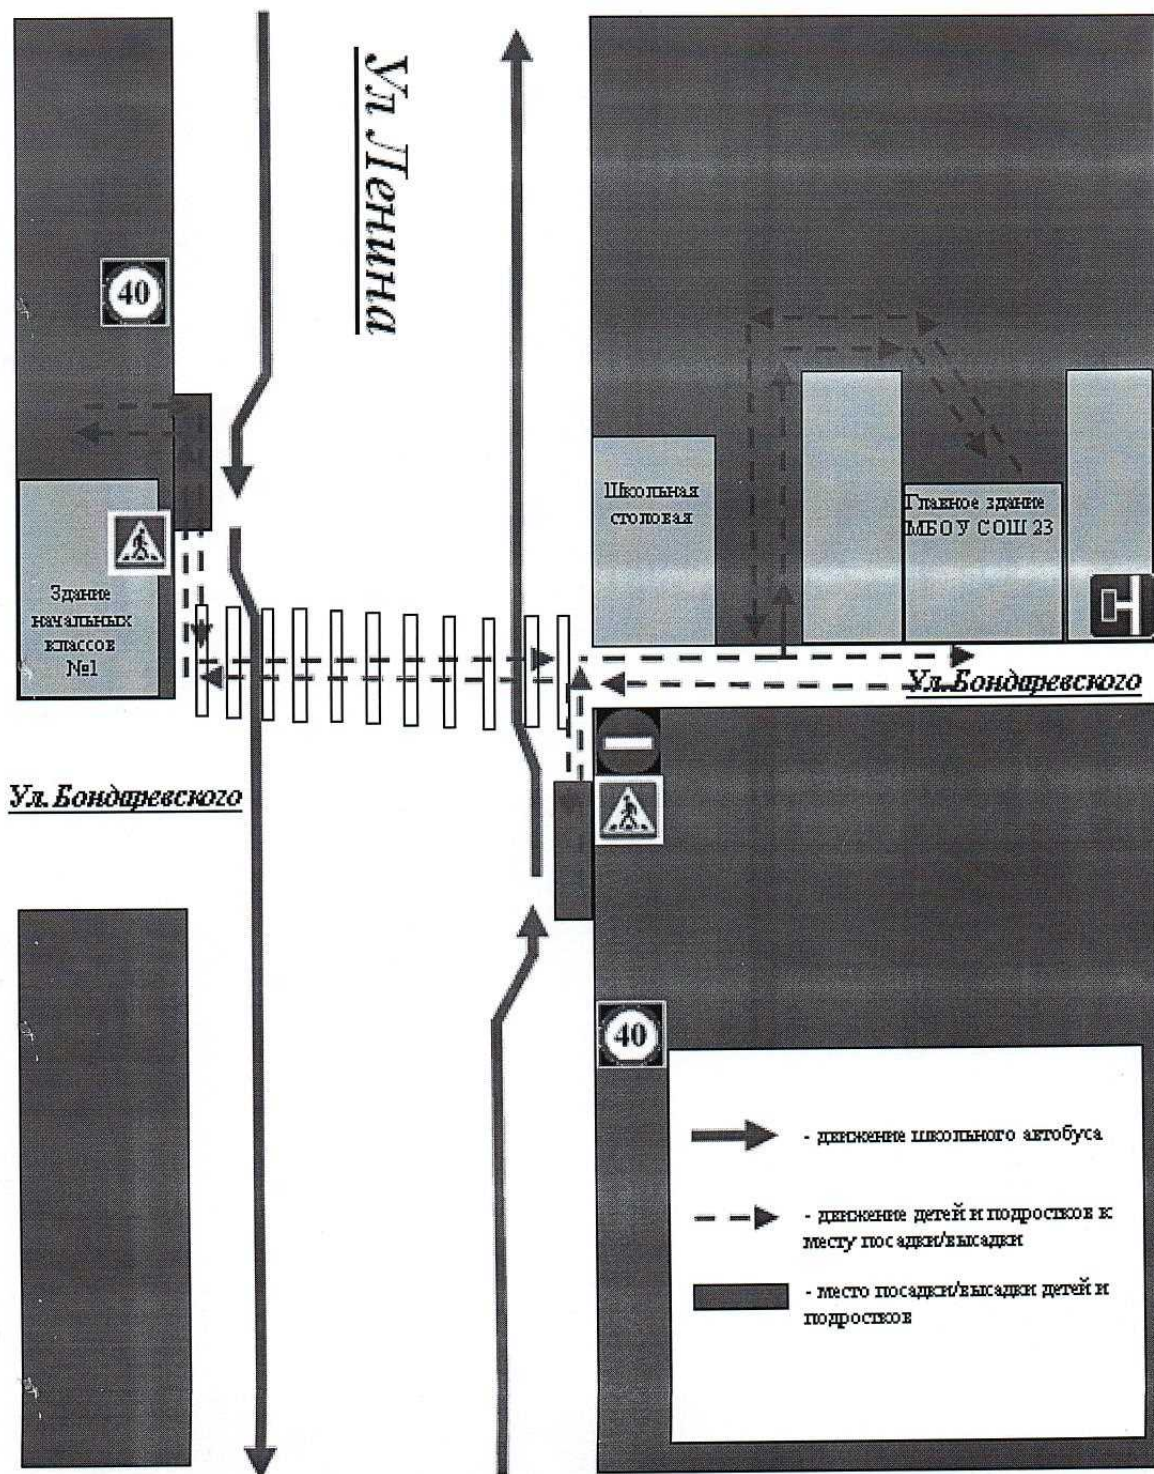 Ул Ленина
40
Школьная
столовая
Главное здание
МБОУ СОШ 23
Здание
начальных
классов
№1
Ул. Бондаревского
Ул. Бондаревского
40
- движение школьного автобуса
- движение детей и подростков к
месту посадки/высадки
- место посадки/высадки детей и
подростков